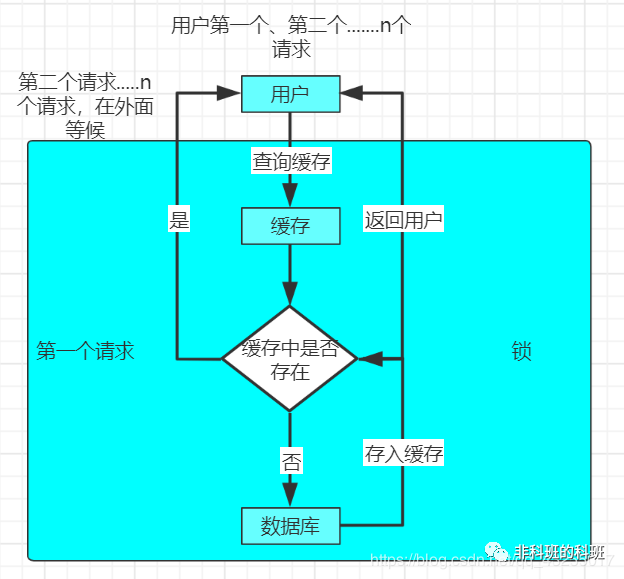 用户第一个、第二个.......n个
请求
第二个请求.....n
个请求，在外面
等候
用户
查询缓存
是
缓存
返回用户
第一个请求
缓存中是否
存在
锁
存入缓存
否
数据库
非科班的科班